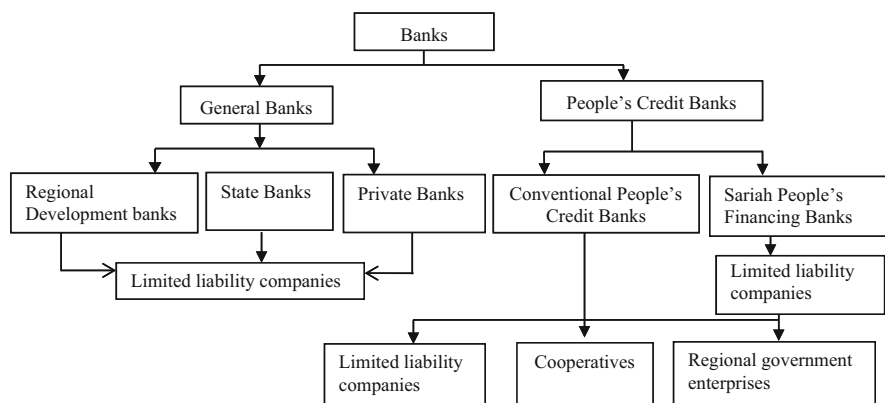 Banks
General Banks
People's Credit Banks
Regional
Development banks
State Banks
Private Banks
Conventional People's
Credit Banks
Sariah People's
Financing Banks
Limited liability companies
Limited liability
companies
Limited liability
companies
Cooperatives
Regional government
enterprises